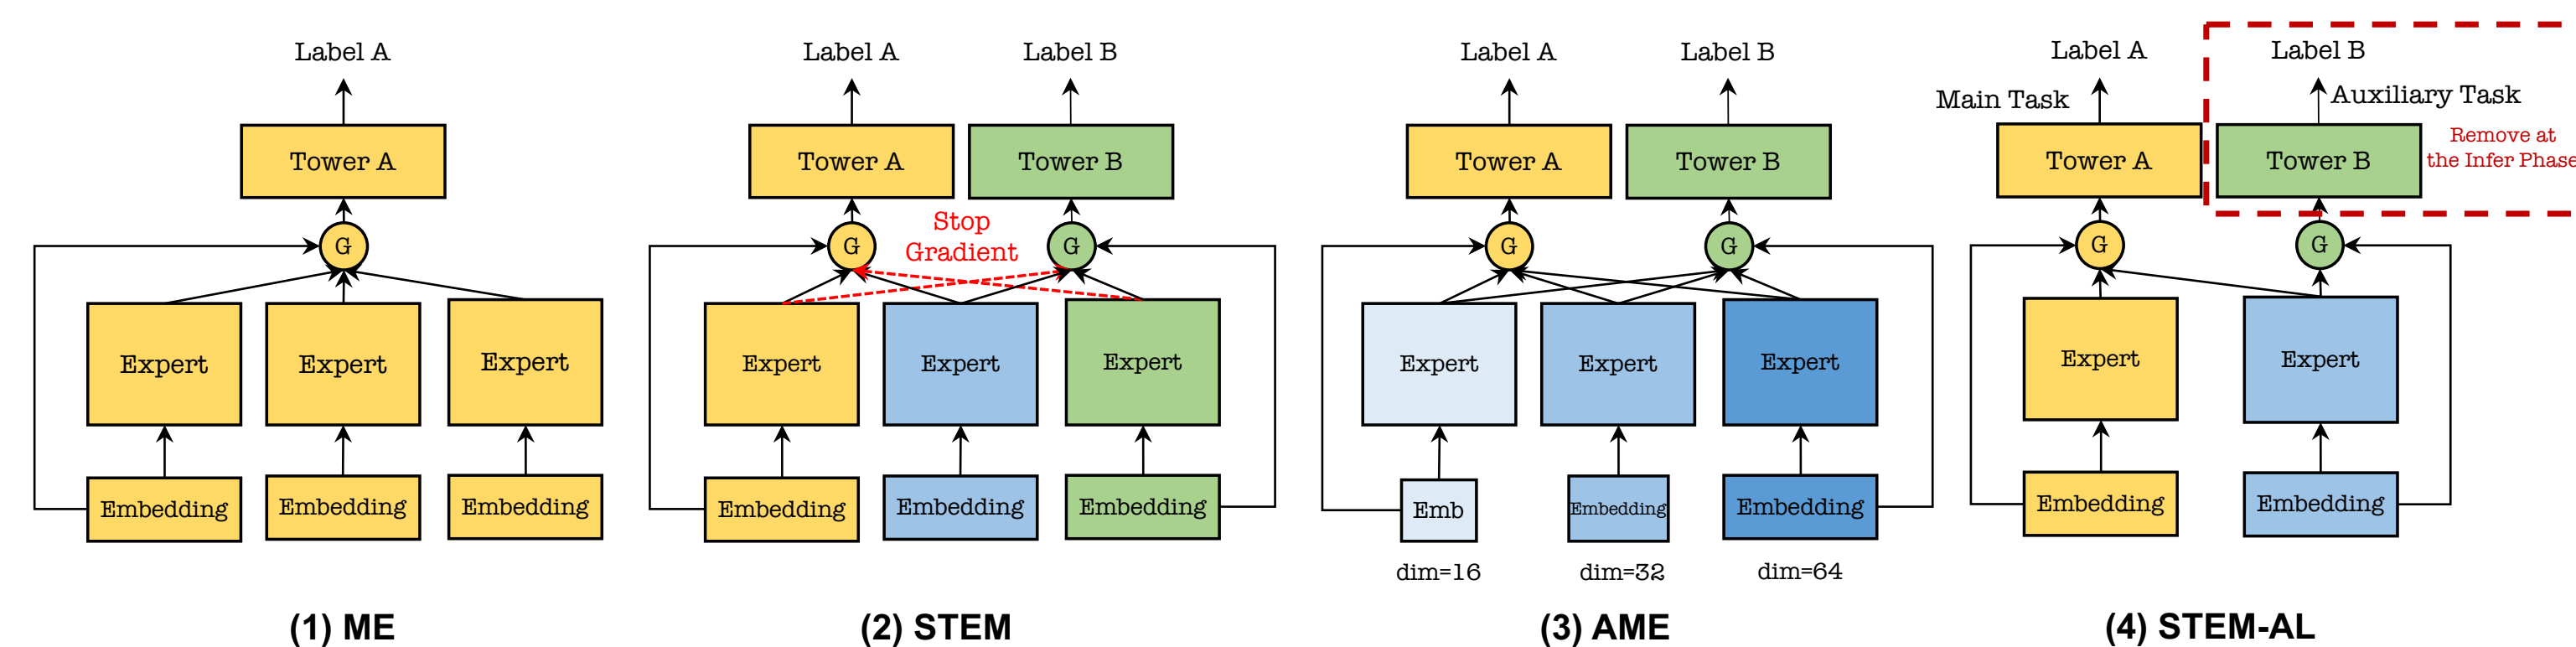 Label A
Tower A
G
Expert Expert Expert
Embedding Embedding Embedding
(1) ME
Label A Label B
Tower A Tower B
Stop
Gradient
G G
Expert Expert Expert
Embedding Embedding Embedding
(2) STEM
Label A Label B
Tower A Tower B
G G
Expert Expert Expert
Emb Embedding Embedding
dim=16 dim=32 dim=64
(3) AME
Label A Label B
Main Task Auxiliary Task
Tower A Tower B
Remove at
the Infer Phase
G G
Expert Expert
Embedding Embedding
(4) STEM-AL